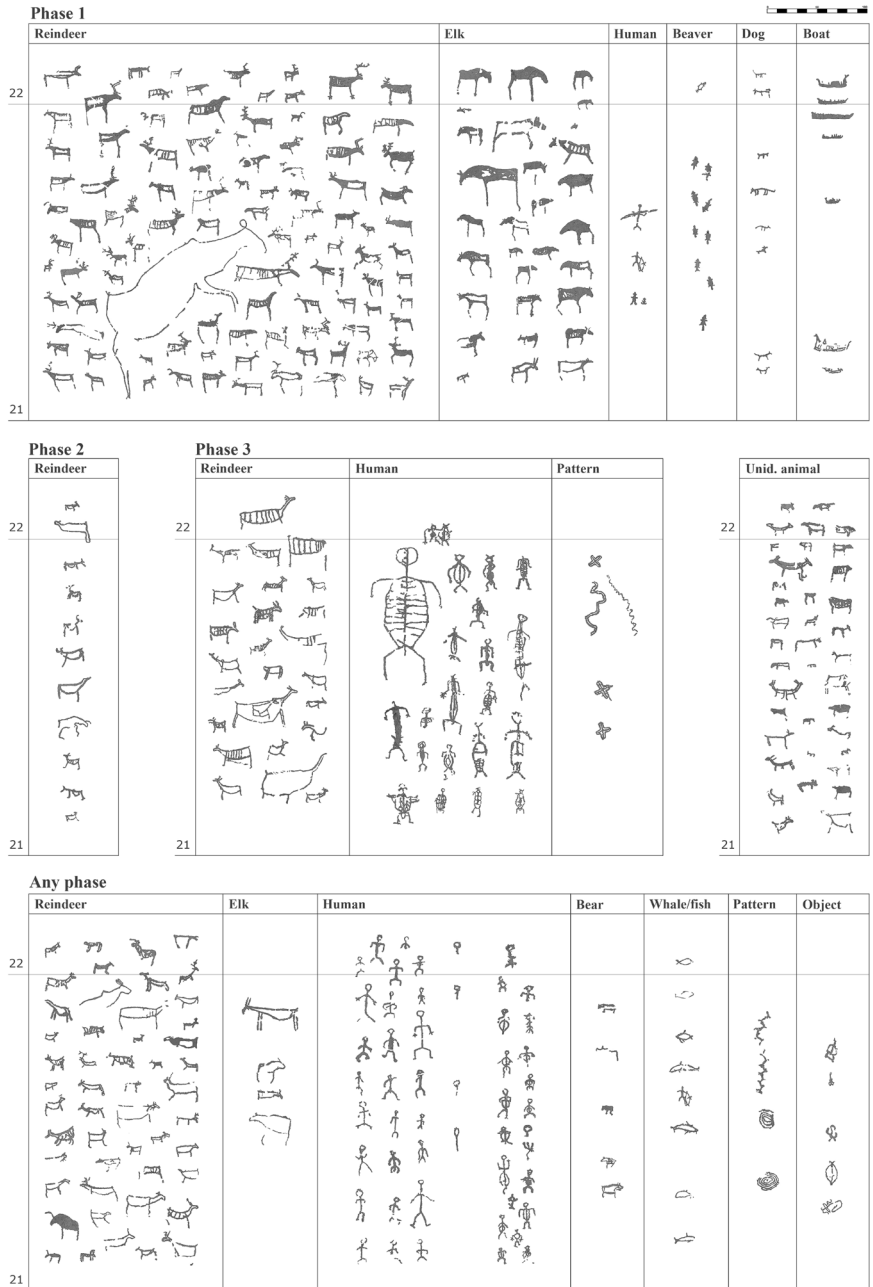 Phase 1
Reindeer Elk Human Beaver Dog Boat
22
21
Phase 2 Phase 3
Reindeer Reindeer Human Pattern Unid. animal
22 22 22
21 21 21
Any phase
Reindeer Elk Human Bear Whale/fish Pattern Object
22
21